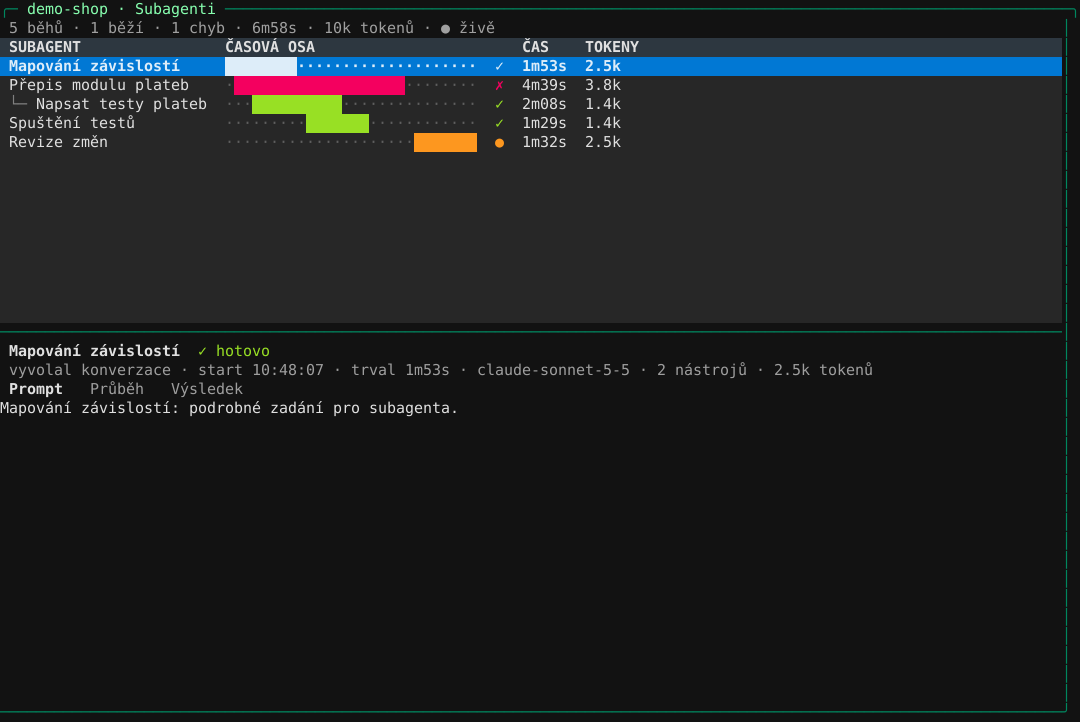 demo-shop · Subagenti
5 běhů · 1 běží · 1 chyb · 6m58s · 10k tokenů · ● živě
SUBAGENT ČASOVÁ OSA ČAS TOKENY
Mapování závislostí ✓ 1m53s 2.5k
Přepis modulu plateb ✗ 4m39s 3.8k
└─ Napsat testy plateb ✓ 2m08s 1.4k
Spuštění testů ✓ 1m29s 1.4k
Revize změn ● 1m32s 2.5k
Mapování závislostí ✓ hotovo
vyvolal konverzace · start 10:48:07 · trval 1m53s · claude-sonnet-5-5 · 2 nástrojů · 2.5k tokenů
Prompt Průběh Výsledek
Mapování závislostí: podrobné zadání pro subagenta.